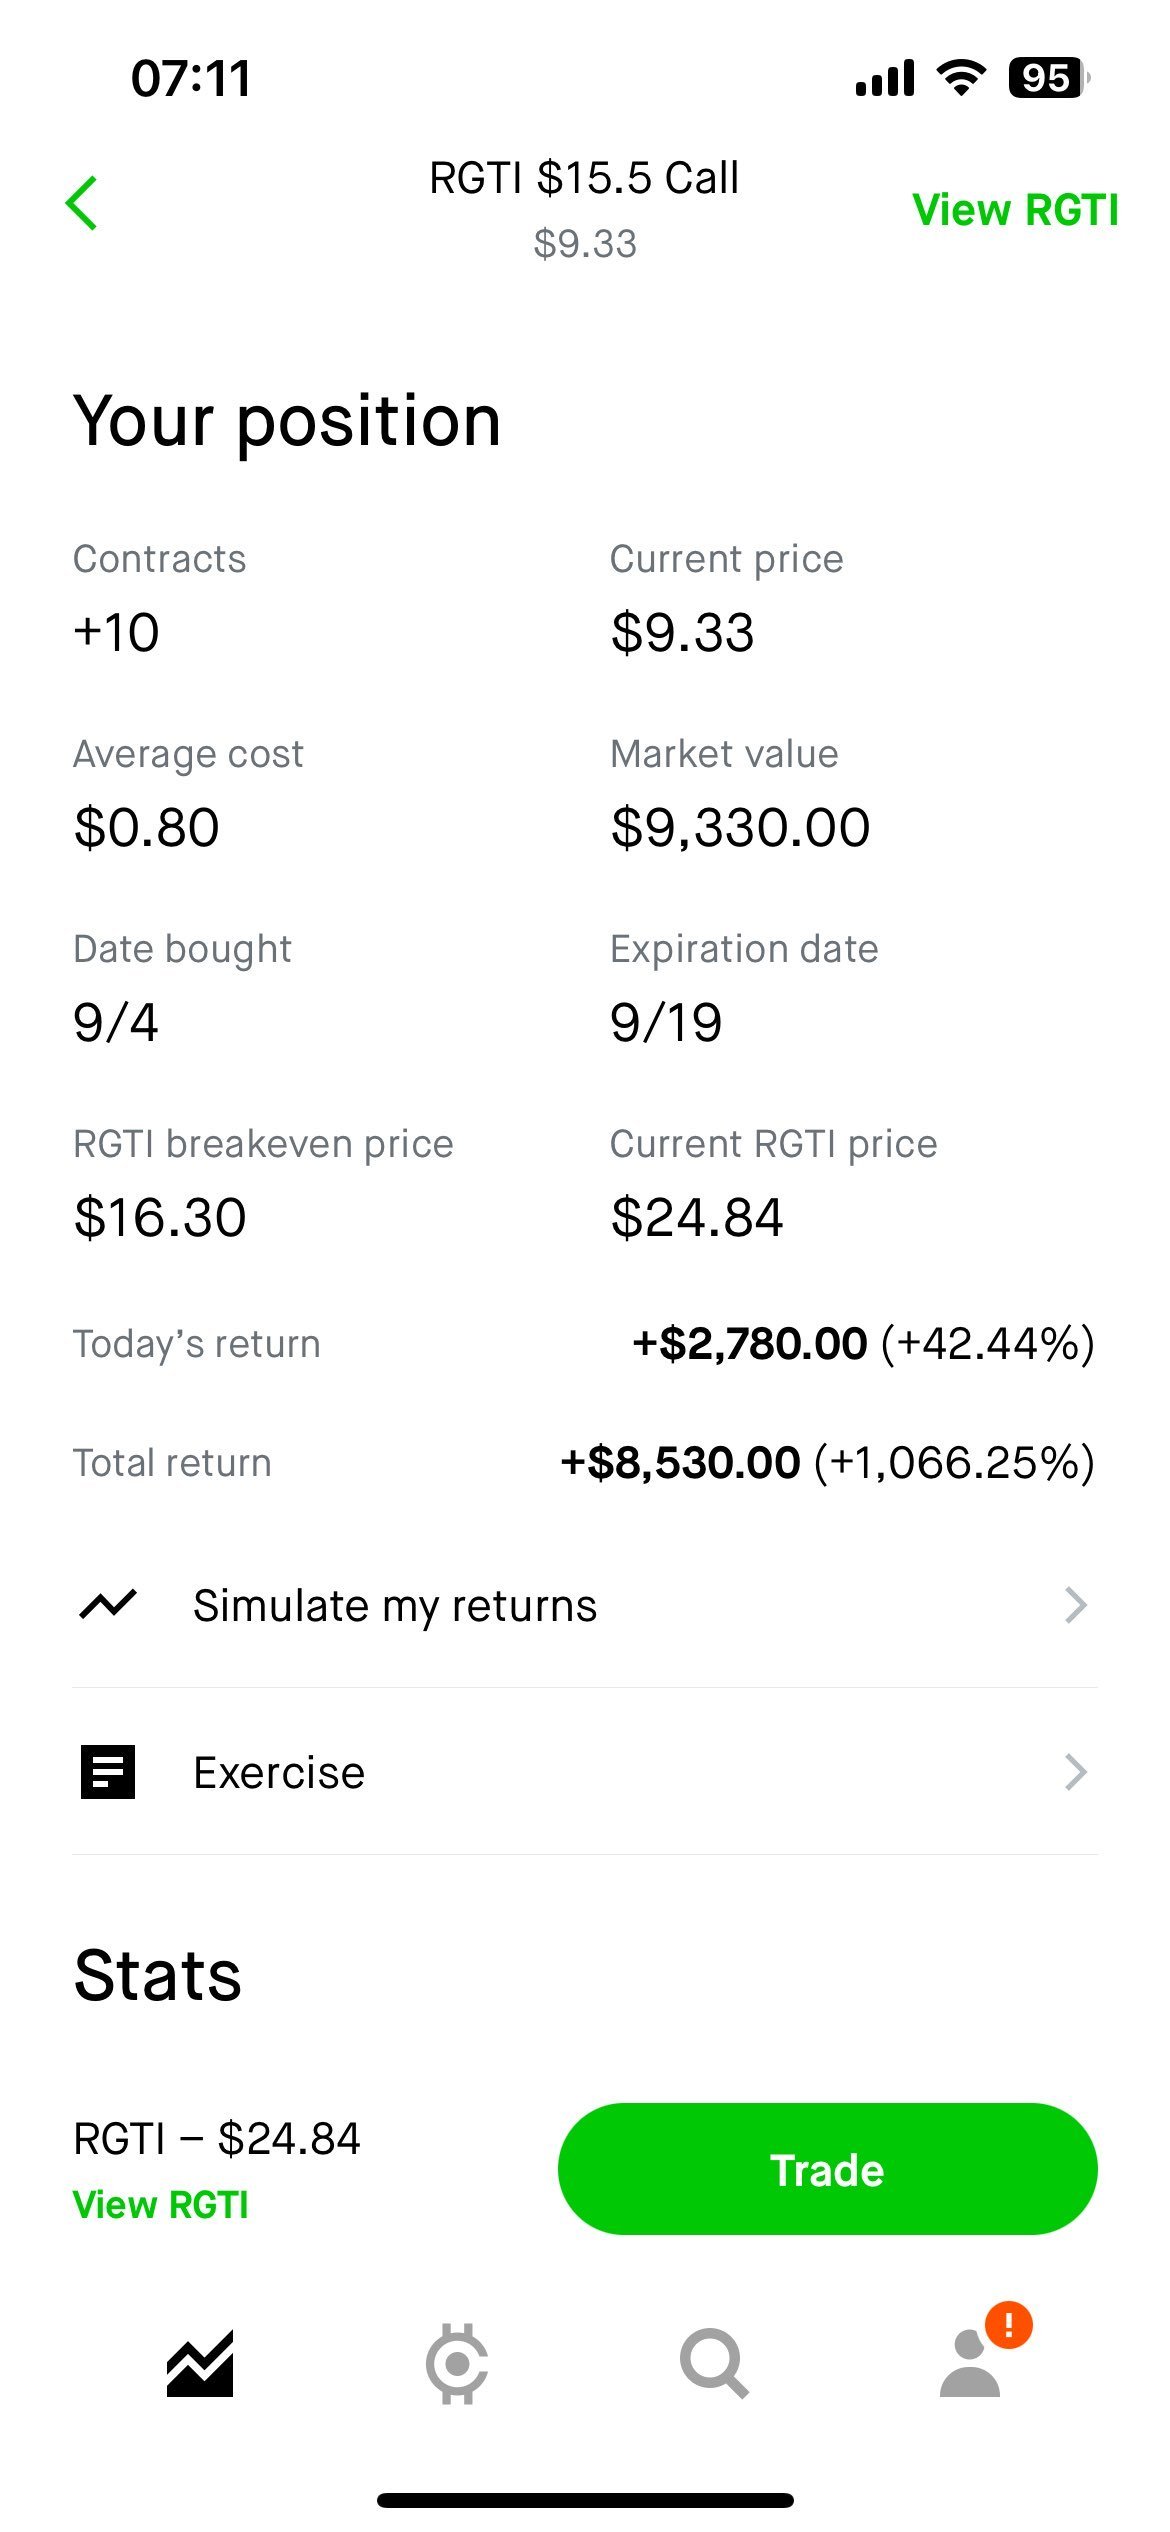 07:11
95
RGTI $15.5 Call
$9.33
View RGTI
Your position
Contracts
Current price
+10
$9.33
Average cost
Market value
$0.80
$9,330.00
Date bought
Expiration date
9/4
9/19
RGTI breakeven price
Current RGTI price
$16.30
$24.84
Today’s return
+$2,780.00 (+42.44%)
Total return
+$8,530.00 (+1,066.25%)
Simulate my returns
Exercise
Stats
RGTI – $24.84
View RGTI
Trade
!